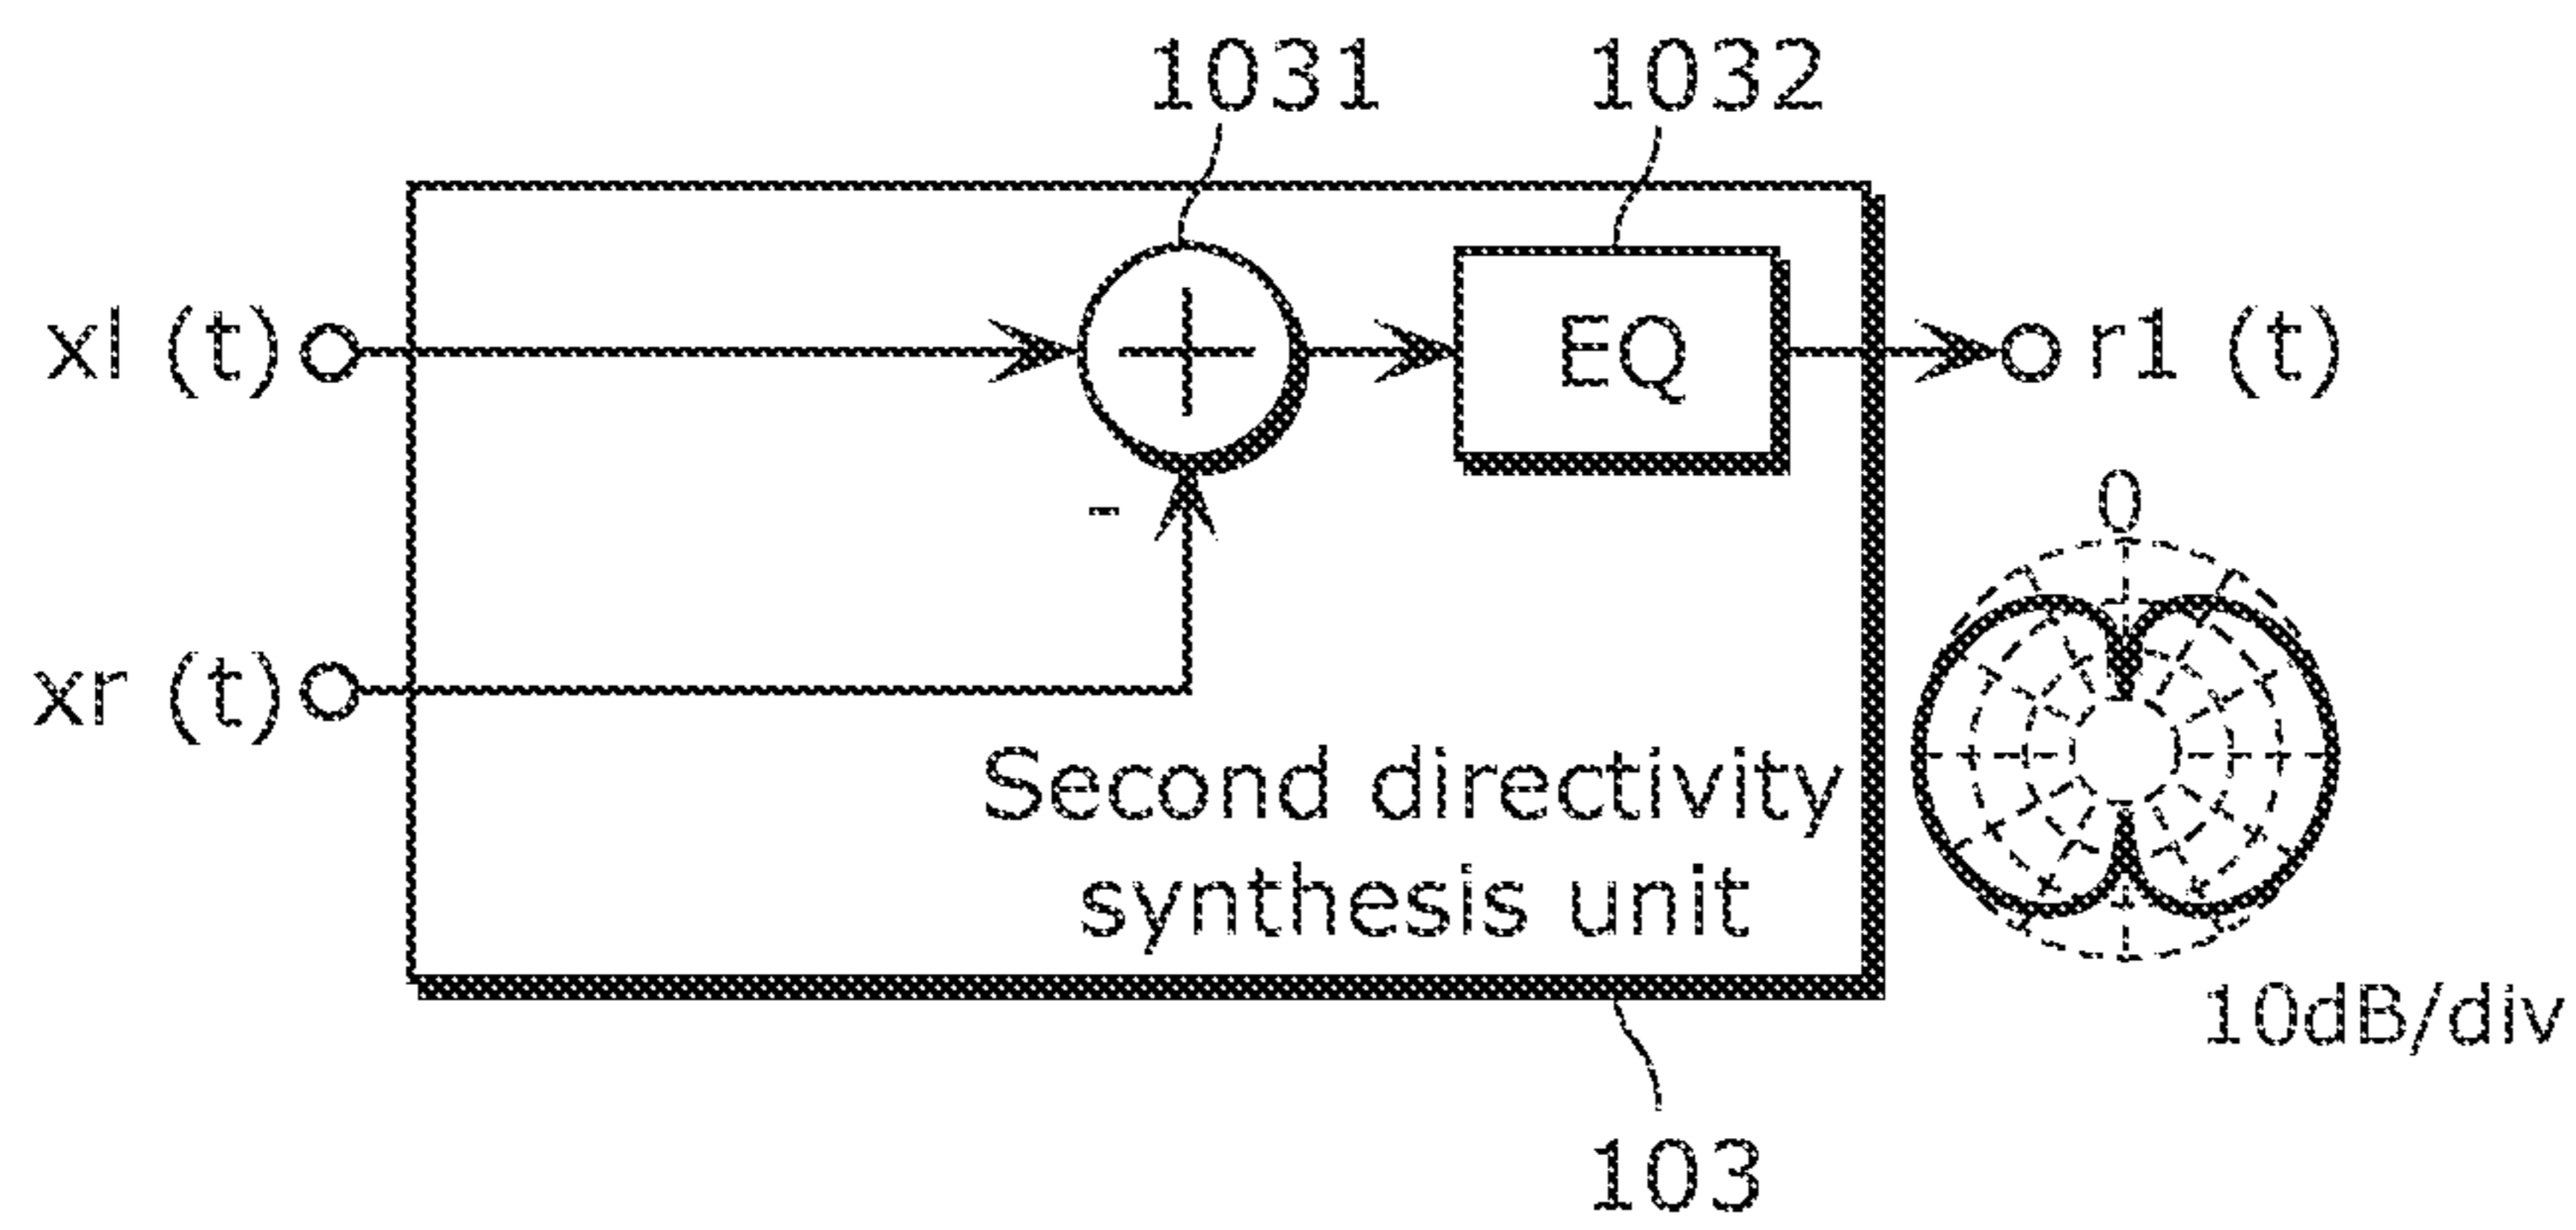 1031 1032
xl (t)
EQ
r1 (t)
-
0
xr (t)
Second directivity
synthesis unit
10dB/div
103